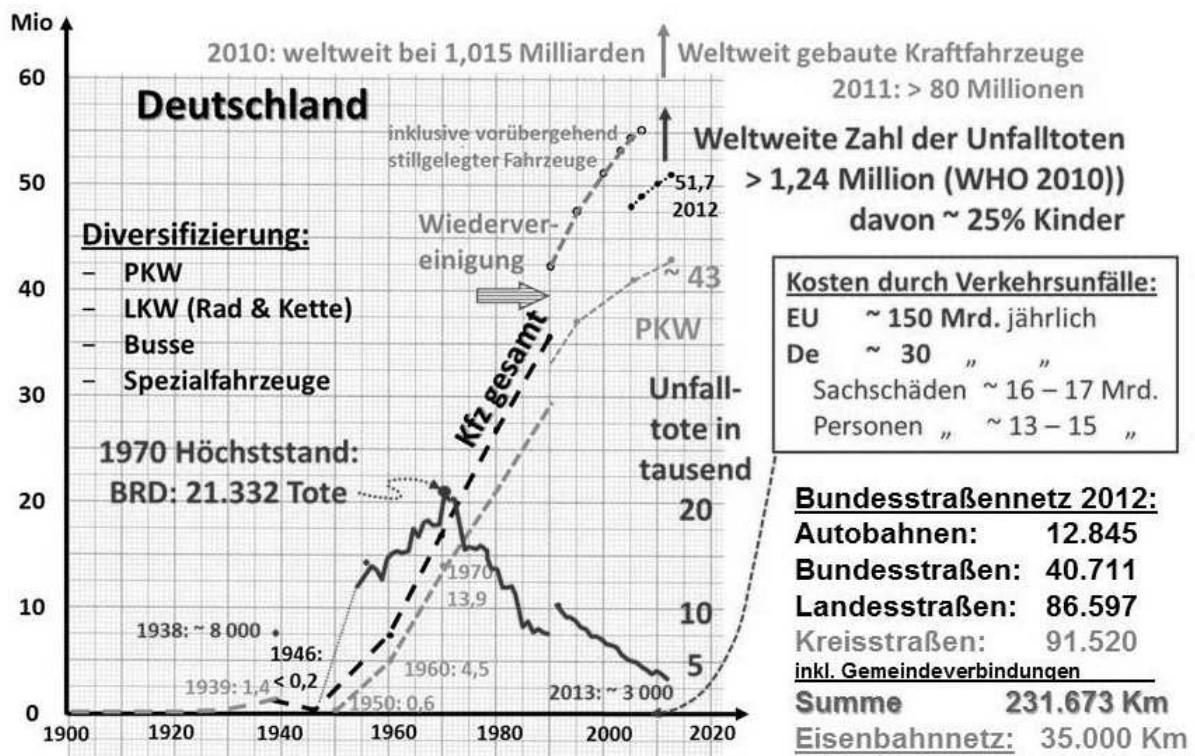 Mio
2010: weltweit bei 1,015 Milliarden
Weltweit gebaute Kraftfahrzeuge
2011: > 80 Millionen
60
Deutschland
inklusive vorübergehend
stillgelegter Fahrzeuge
Weltweite Zahl der Unfalltoten
> 1,24 Million (WHO 2010))
davon ~ 25% Kinder
50
51,7
2012
Diversifizierung:
– PKW
– LKW (Rad & Kette)
– Busse
– Spezialfahrzeuge
Wiederver-
einigung
~ 43
PKW
40
Kfz gesamt
30
Kosten durch Verkehrsunfälle:
EU ~ 150 Mrd. jährlich
De ~ 30 „ „
Sachschäden ~ 16 – 17 Mrd.
Personen „ ~ 13 – 15 „
Unfall-
tote in
tausend
1970 Höchststand:
BRD: 21.332 Tote
20
20
1970
13,9
10
10
1938: ~ 8 000
1946:
< 0,2
1939: 1,4
1960: 4,5
1950: 0,6
5
2013: ~ 3 000
0
1900 1920 1940 1960 1980 2000 2020
Bundesstraßennetz 2012:
Autobahnen: 12.845
Bundesstraßen: 40.711
Landesstraßen: 86.597
Kreisstraßen: 91.520
inkl. Gemeindeverbindungen
Summe 231.673 Km
Eisenbahnnetz: 35.000 Km